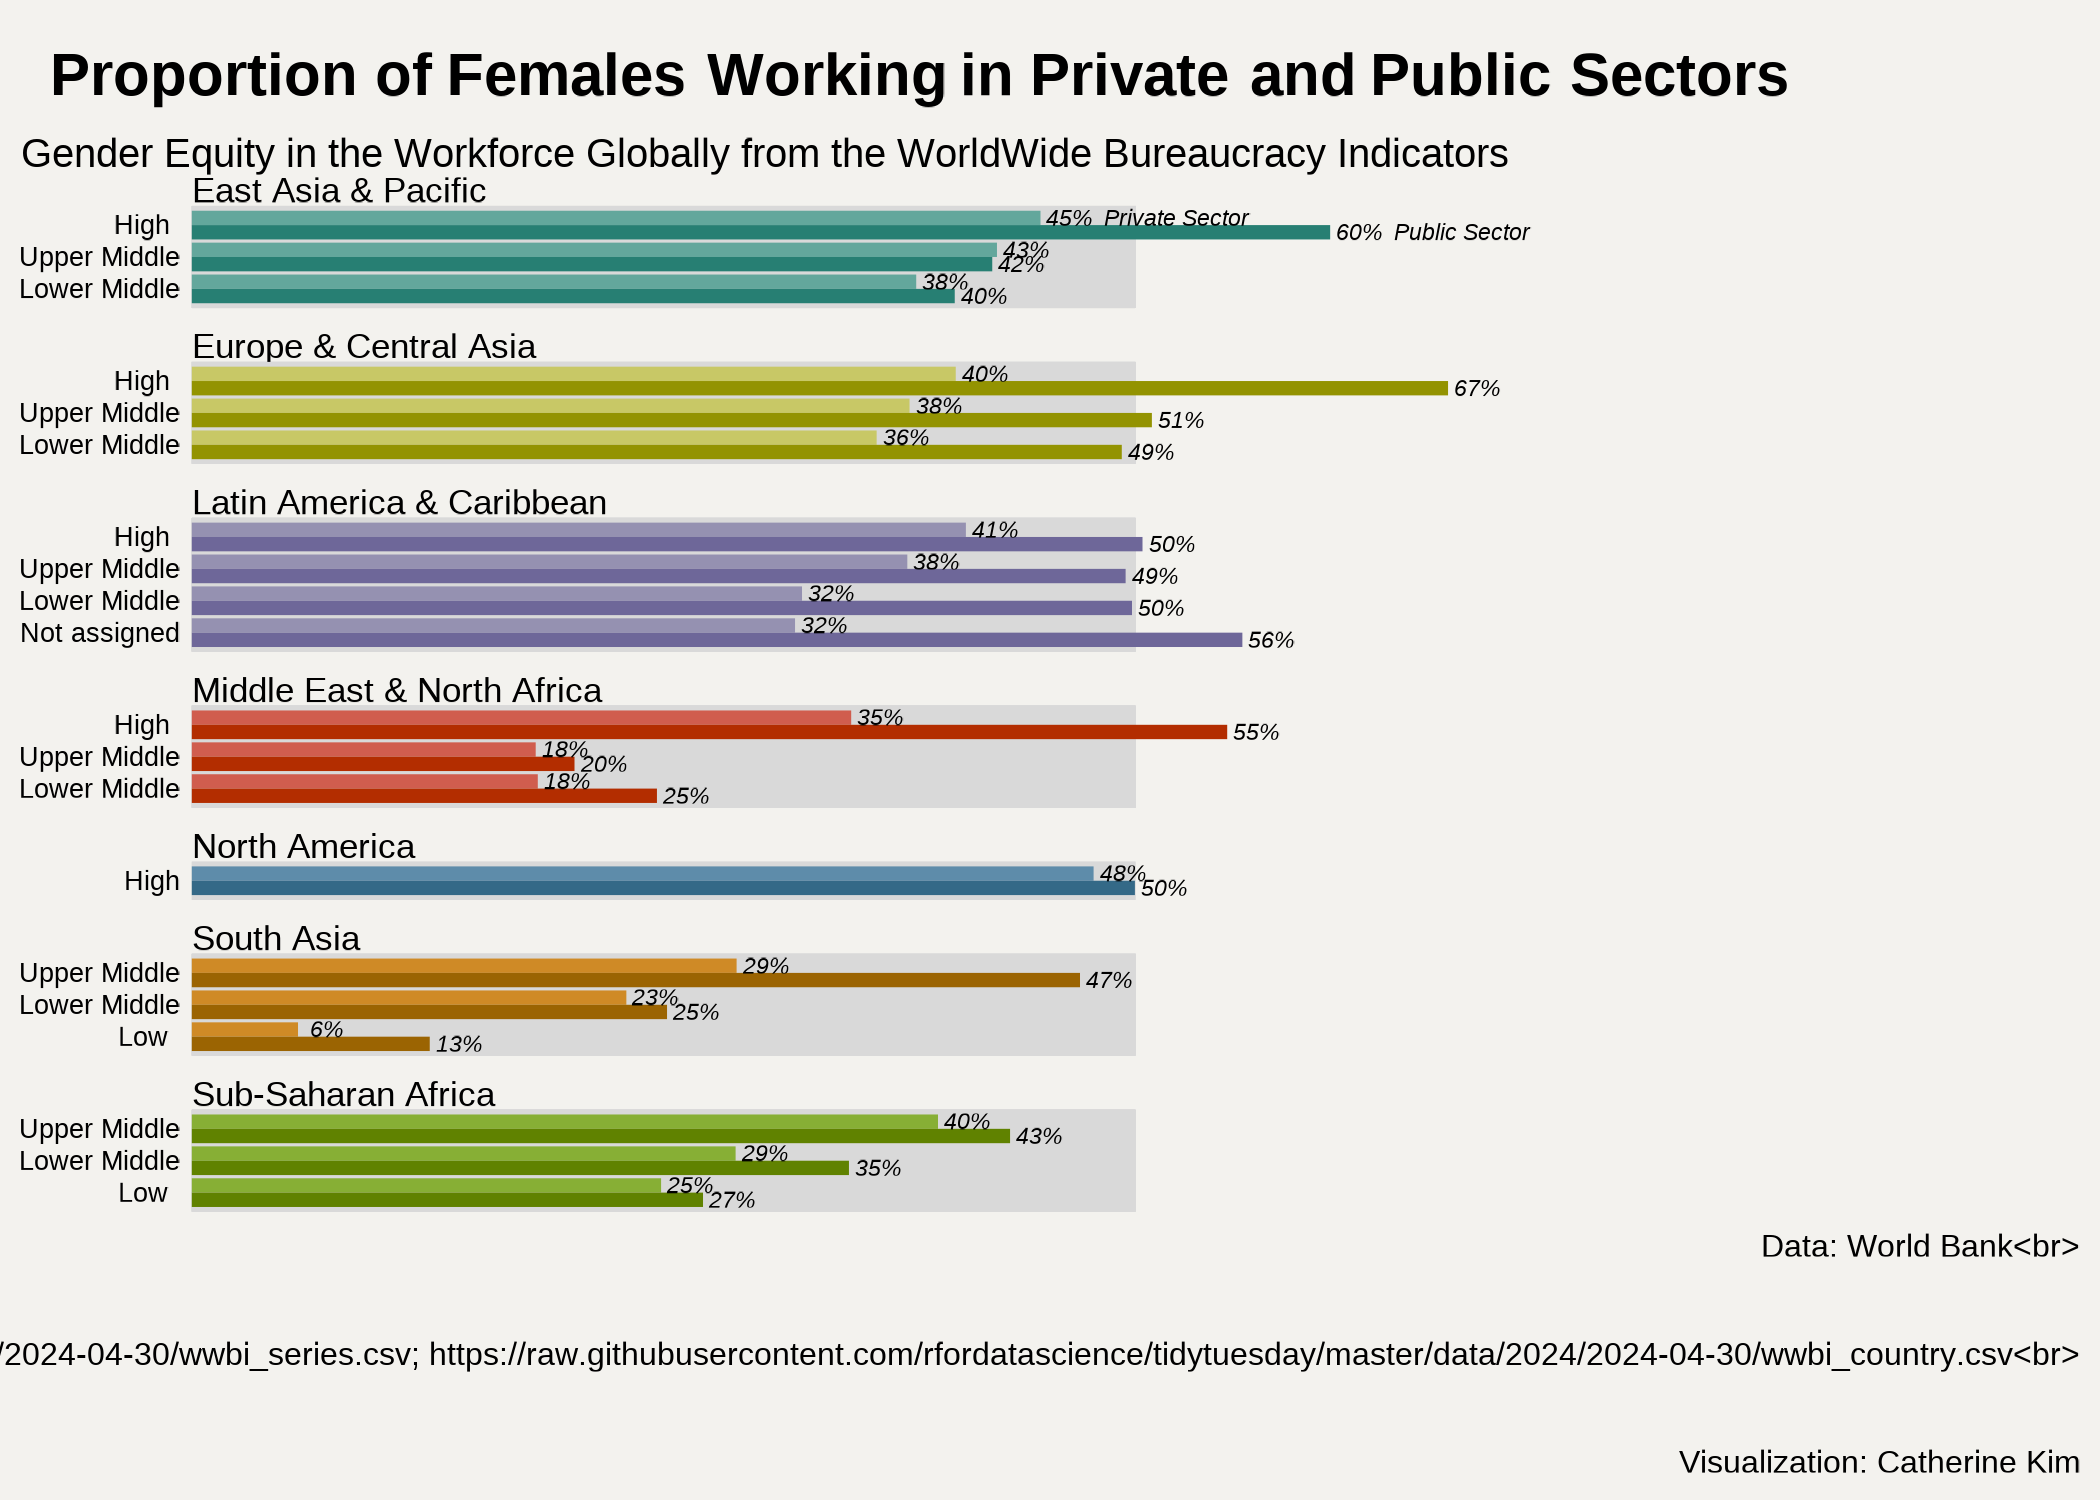 Proportion of Females Working in Private and Public Sectors
Gender Equity in the Workforce Globally from the WorldWide Bureaucracy Indicators
East Asia & Pacific
High 45% Private Sector
60% Public Sector
Upper Middle 43%
42%
Lower Middle 38%
40%
Europe & Central Asia
High 40%
67%
Upper Middle 38%
51%
Lower Middle 36%
49%
Latin America & Caribbean
High 41%
50%
Upper Middle 38%
49%
Lower Middle 32%
50%
Not assigned 32%
56%
Middle East & North Africa
High 35%
55%
Upper Middle 18%
20%
Lower Middle 18%
25%
North America
High 48%
50%
South Asia
Upper Middle 29%
47%
Lower Middle 23%
25%
Low 6%
13%
Sub-Saharan Africa
Upper Middle 40%
43%
Lower Middle 29%
35%
Low 25%
27%
Data: World Bank<br>
/2024-04-30/wwbi_series.csv; https://raw.githubusercontent.com/rfordatascience/tidytuesday/master/data/2024/2024-04-30/wwbi_country.csv<br>
Visualization: Catherine Kim